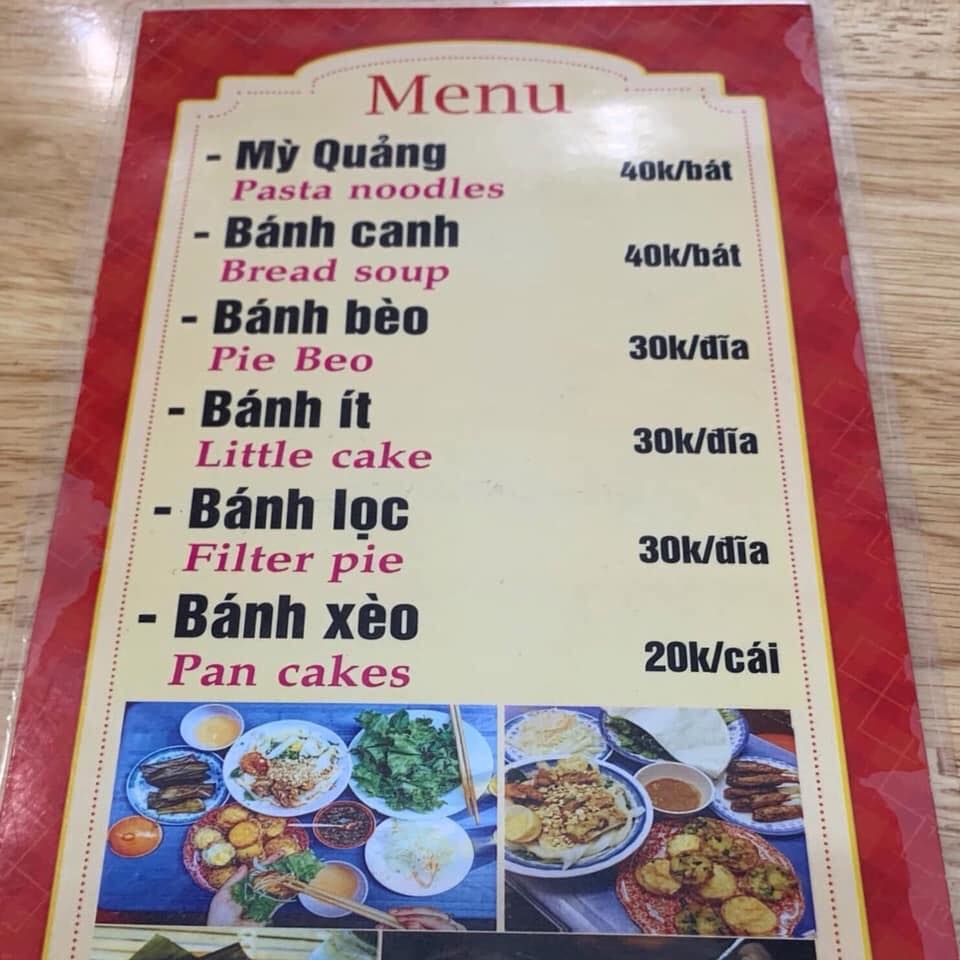 Menu
- Mỳ Quảng 40k/bát
Pasta noodles
- Bánh canh 40k/bát
Bread soup
- Bánh bèo 30k/đĩa
Pie Beo
- Bánh ít 30k/đĩa
Little cake
- Bánh lọc 30k/đĩa
Filter pie
- Bánh xèo 20k/cái
Pan cakes